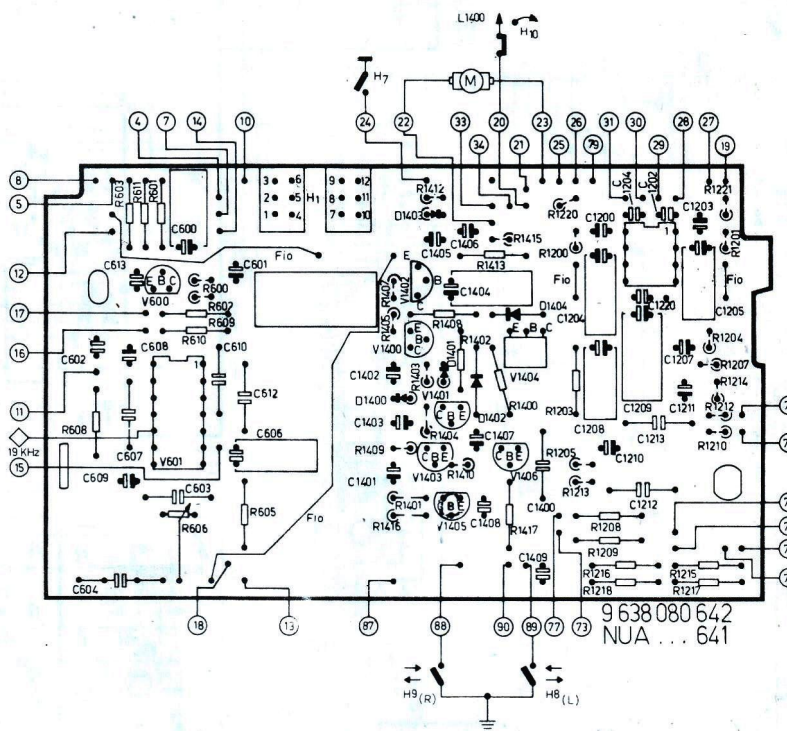 L1400
H10
H7
M
4
7
14
10
24
22
33
34
20
21
23
25
26
79
31
30
29
28
27
19
8
5
12
17
16
11
19 KHz
15
R603
R611
R601
C600
3 6
2 5
1 4
H1
9 12
8 11
7 10
R1412
D1403
C1405
C1406
R1415
R1413
R1220
C1200
R1200
C1204
C1202
1
C1203
R1221
R1201
Fio
C613
E B C
V600
R600
C601
R602
R609
R610
E
B
C
V1402
R1407
R1406
C1404
D1404
R1408
Fio
C1204
C1220
C1205
Fio
C602
C608
1
C610
C612
V1400
E
B
C
C1402
R1403
D1401
R1402
E B C
V1400
R1204
C1207
R1207
R1214
R608
C607
V601
C606
D1400
V1401
C B E
D1402
R1400
R1203
C1208
C1209
C1211
R1212
C1213
R1210
C1403
R1404
C1407
R1409
V1403
E B C
R1410
E B C
V1406
R1205
C1210
R1213
C609
C603
R606
R605
Fio
C1401
R1401
R1416
C B E
V1405
C1408
R1417
C1400
C1212
R1208
R1209
C604
C1409
R1216
R1218
R1215
R1217
18
13
87
88
90
89
77
73
9 638 080 642
NUA ... 641
H9(R)
H8(L)